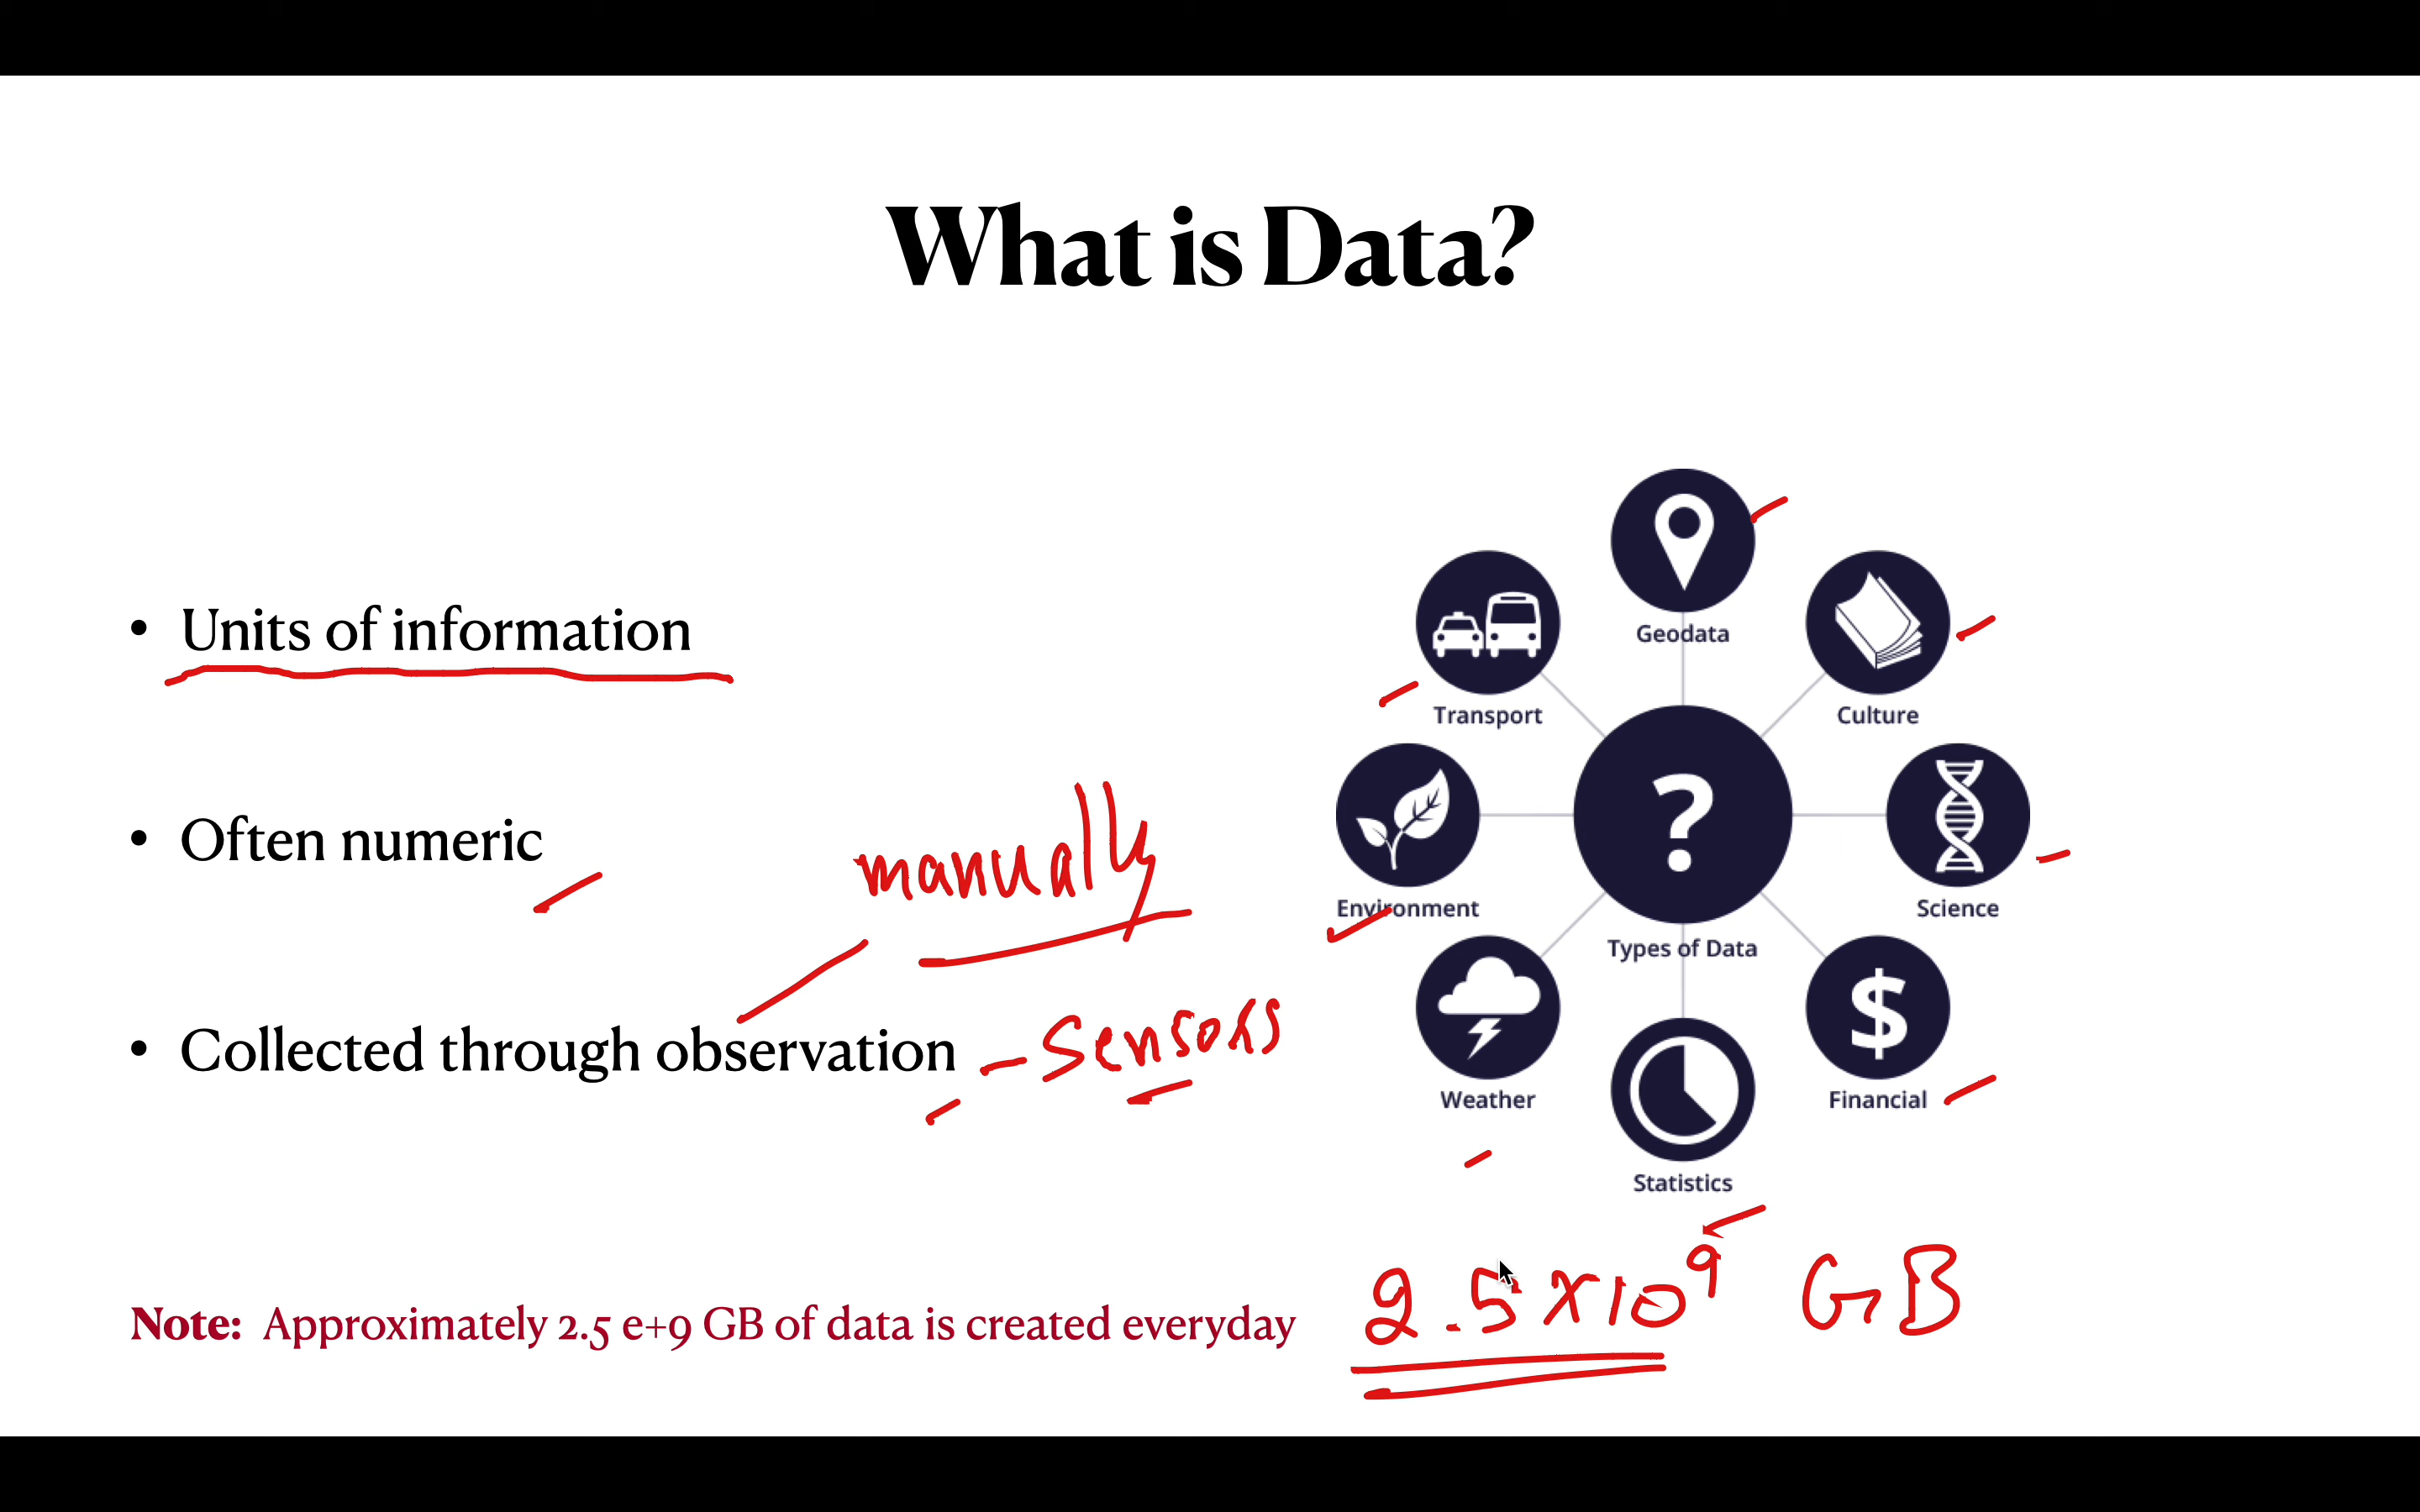 What is Data?
• Units of information
• Often numeric
manually
• Collected through observation - Sensors
Geodata
Transport
Culture
Environment
Science
Types of Data
Weather
Financial
Statistics
Note: Approximately 2.5 e+9 GB of data is created everyday
2.5 x 10⁹ GB